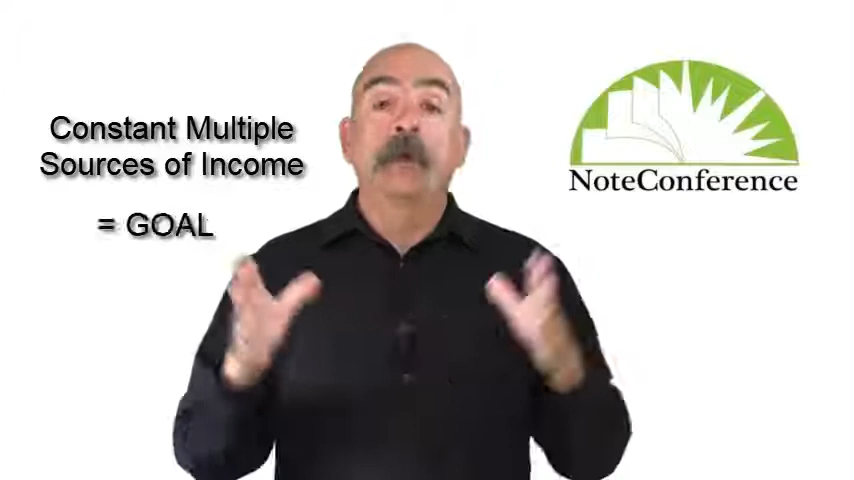 Constant Multiple
Sources of Income
= GOAL
NoteConference